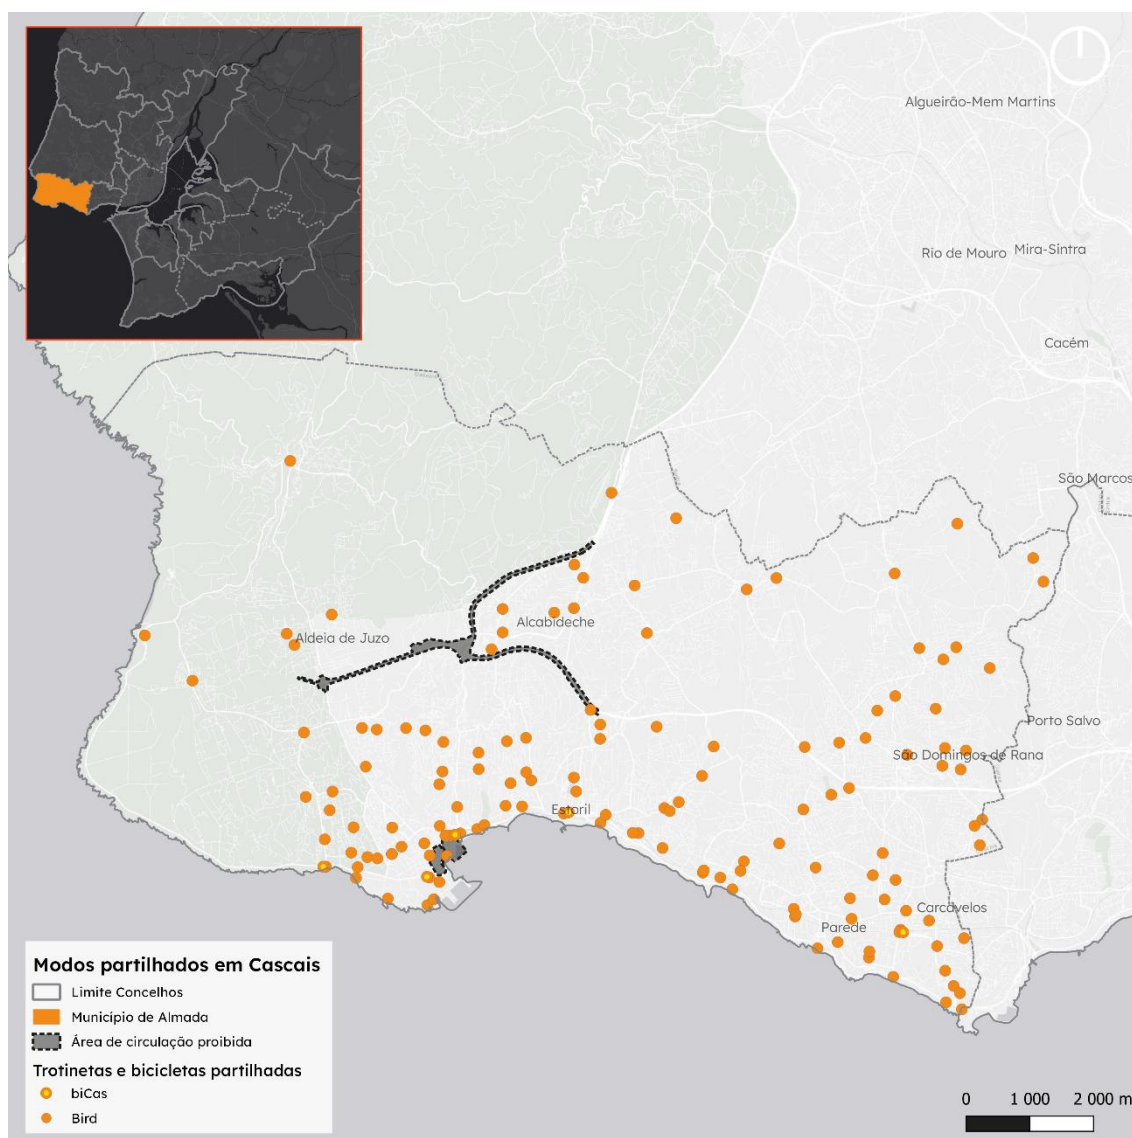 Algueirão-Mem Martins
Rio de Mouro
Mira-Sintra
Cacém
São Marcos
Alcabideche
Aldeia de Juzo
Porto Salvo
São Domingos de Rana
Estoril
Carcavelos
Parede
Modos partilhados em Cascais
Limite Concelhos
Município de Almada
Área de circulação proibida
Trotinetas e bicicletas partilhadas
biCas
Bird
0 1 000 2 000 m